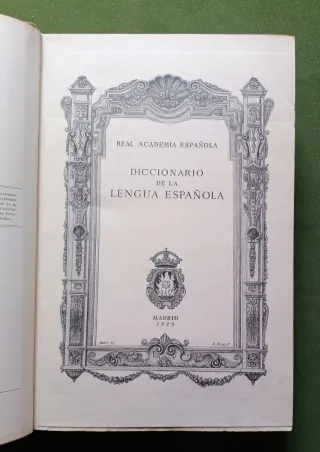 REAL ACADEMIA ESPAÑOLA
DICCIONARIO
DE LA
LENGUA ESPAÑOLA
MADRID
1925